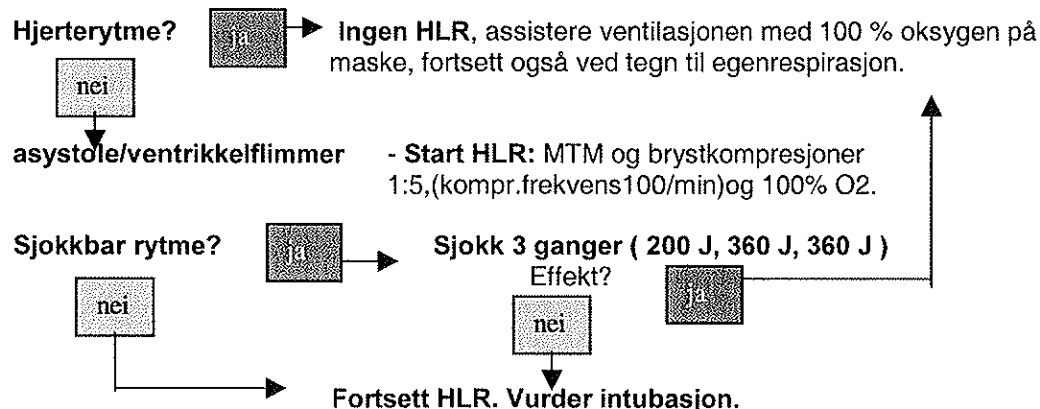 Hjerterytme? ja Ingen HLR, assistere ventilasjonen med 100 % oksygen på
maske, fortsett også ved tegn til egenrespirasjon.
nei
asystole/ventrikkelflimmer - Start HLR: MTM og brystkompresjoner
1:5,(kompr.frekvens100/min)og 100% O2.
Sjokkbar rytme? ja Sjokk 3 ganger ( 200 J, 360 J, 360 J )
Effekt? ja
nei nei
Fortsett HLR. Vurder intubasjon.